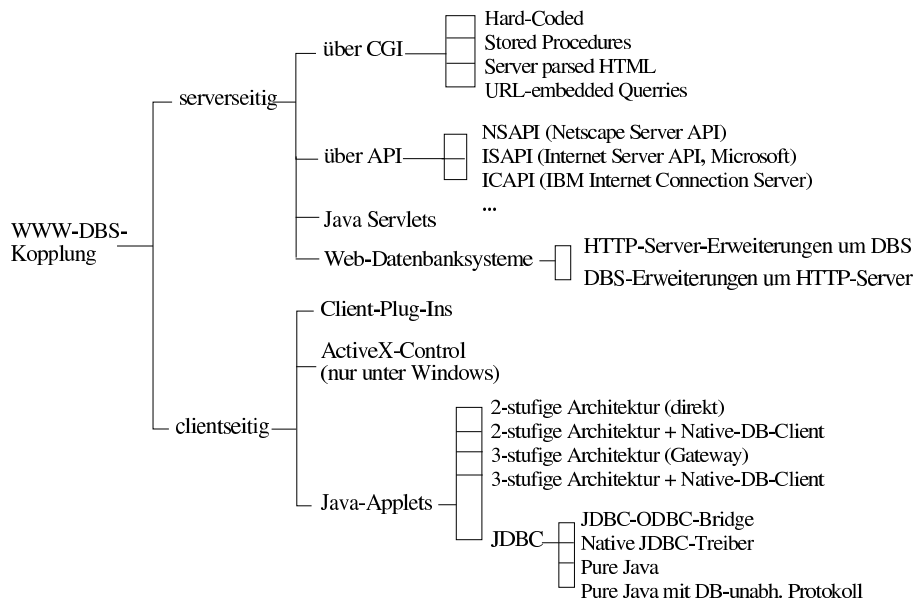 WWW-DBS-
Kopplung
serverseitig
über CGI
Hard-Coded
Stored Procedures
Server parsed HTML
URL-embedded Querries
über API
NSAPI (Netscape Server API)
ISAPI (Internet Server API, Microsoft)
ICAPI (IBM Internet Connection Server)
...
Java Servlets
Web-Datenbanksysteme
HTTP-Server-Erweiterungen um DBS
DBS-Erweiterungen um HTTP-Server
clientseitig
Client-Plug-Ins
ActiveX-Control
(nur unter Windows)
Java-Applets
2-stufige Architektur (direkt)
2-stufige Architektur + Native-DB-Client
3-stufige Architektur (Gateway)
3-stufige Architektur + Native-DB-Client
JDBC
JDBC-ODBC-Bridge
Native JDBC-Treiber
Pure Java
Pure Java mit DB-unabh. Protokoll